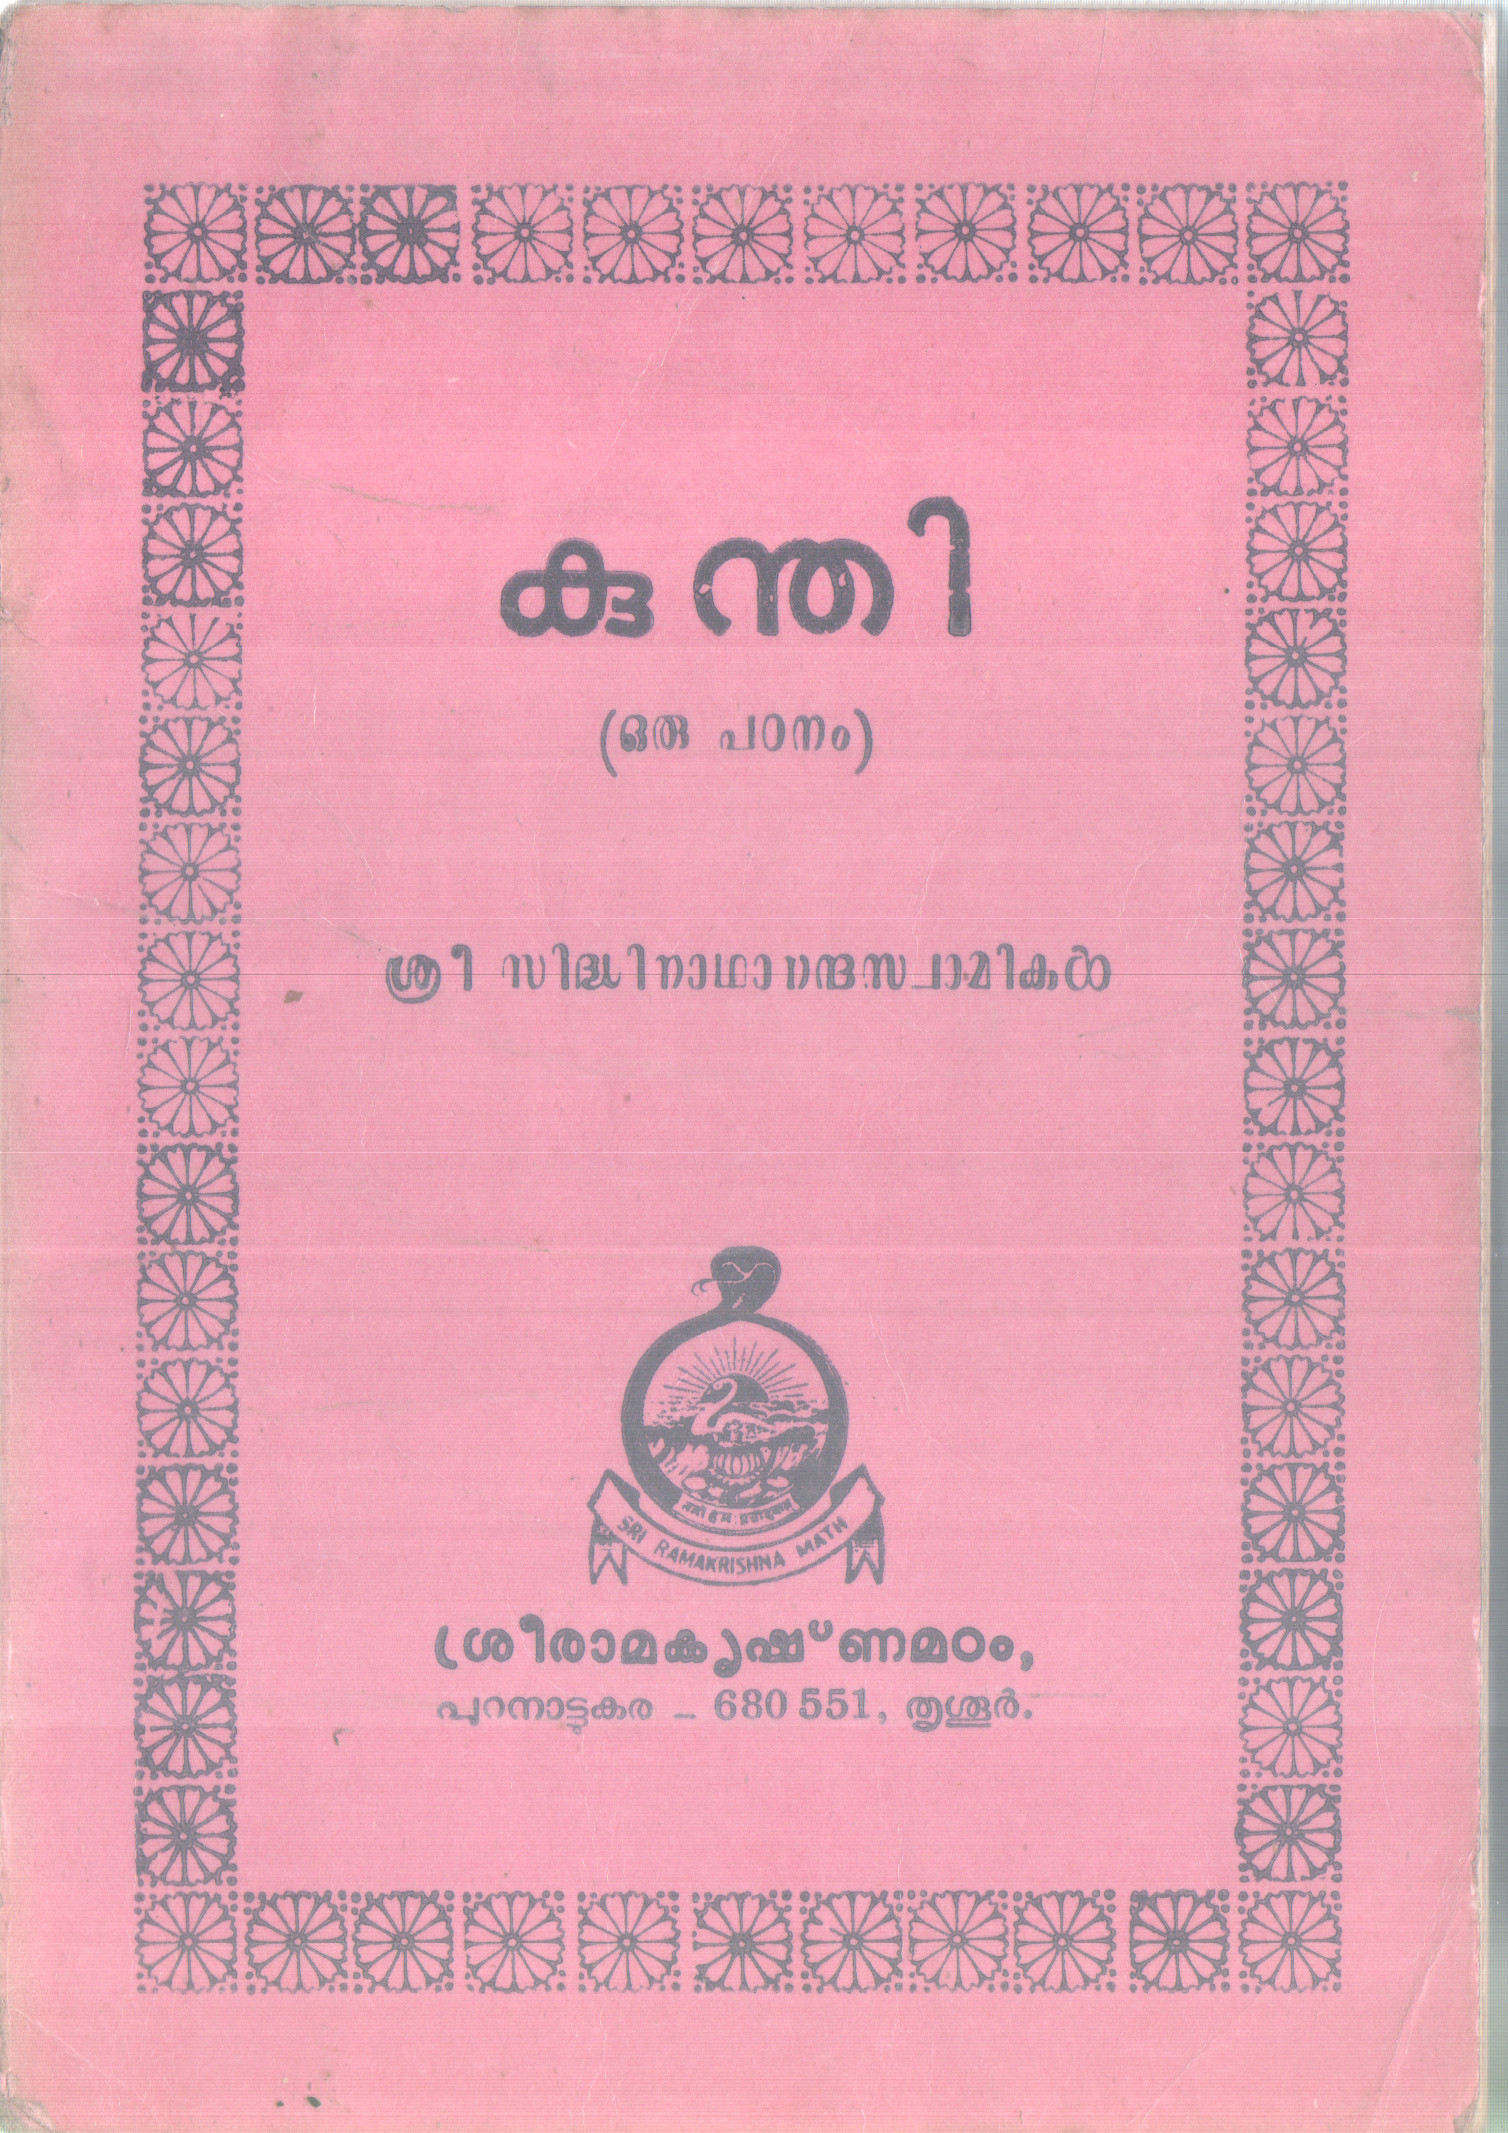 കുന്തി
(ഒരു പഠനം)
ശ്രീ സിദ്ധിനാഥാനന്ദസ്വാമികൾ
SRI RAMAKRISHNA MATH
ശ്രീരാമകൃഷ്ണമഠം,
പുറനാട്ടുകര – 680 551, തൃശ്ശൂർ.